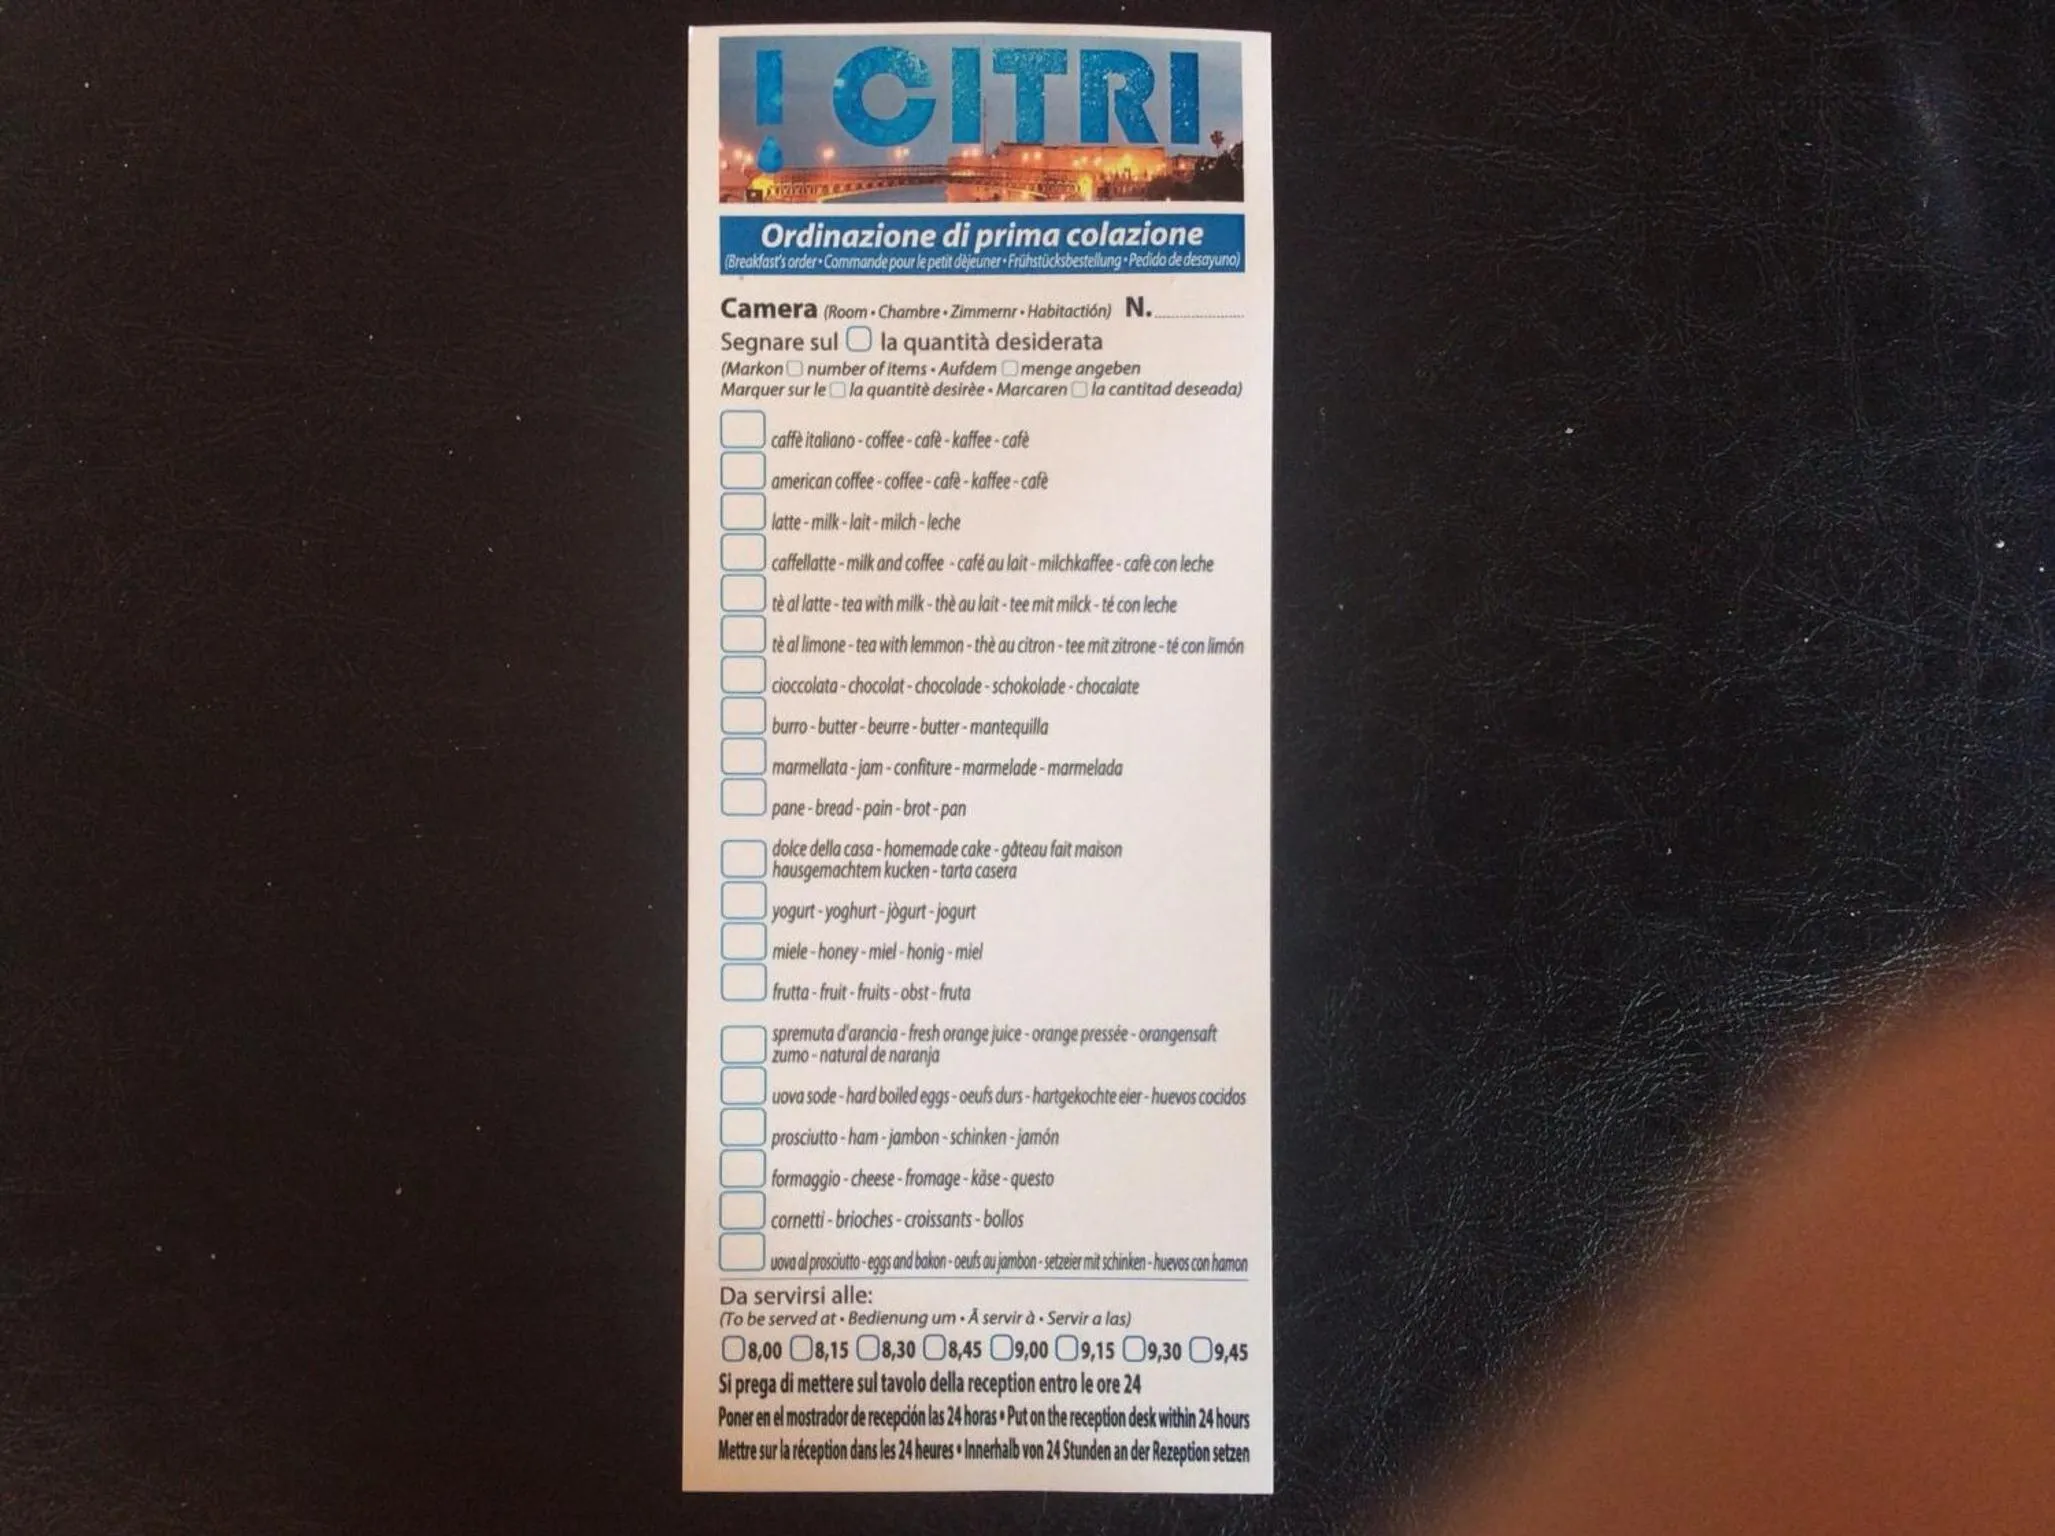 I CITRI
Ordinazione di prima colazione
(Breakfast's order • Commande pour le petit dèjeuner • Frühstücksbestellung • Pedido de desayuno)
Camera (Room • Chambre • Zimmernr • Habitactión) N.
Segnare sul la quantità desiderata
(Markon number of items • Aufdem menge angeben
Marquer sur le la quantitè desirèe • Marcaren la cantitad deseada)
caffè italiano - coffee - cafè - kaffee - cafè
american coffee - coffee - cafè - kaffee - cafè
latte - milk - lait - milch - leche
caffellatte - milk and coffee - café au lait - milchkaffee - cafè con leche
tè al latte - tea with milk - thè au lait - tee mit milck - té con leche
tè al limone - tea with lemmon - thè au citron - tee mit zitrone - té con limón
cioccolata - chocolat - chocolade - schokolade - chocalate
burro - butter - beurre - butter - mantequilla
marmellata - jam - confiture - marmelade - marmelada
pane - bread - pain - brot - pan
dolce della casa - homemade cake - gâteau fait maison
hausgemachtem kucken - tarta casera
yogurt - yoghurt - jògurt - jogurt
miele - honey - miel - honig - miel
frutta - fruit - fruits - obst - fruta
spremuta d'arancia - fresh orange juice - orange pressée - orangensaft
zumo - natural de naranja
uova sode - hard boiled eggs - oeufs durs - hartgekochte eier - huevos cocidos
prosciutto - ham - jambon - schinken - jamón
formaggio - cheese - fromage - käse - questo
cornetti - brioches - croissants - bollos
uova al prosciutto - eggs and bakon - oeufs au jambon - setzeier mit schinken - huevos con hamon
Da servirsi alle:
(To be served at • Bedienung um • Ā servir à • Servir a las)
8,00 8,15 8,30 8,45 9,00 9,15 9,30 9,45
Si prega di mettere sul tavolo della reception entro le ore 24
Poner en el mostrador de recepción las 24 horas • Put on the reception desk within 24 hours
Mettre sur la réception dans les 24 heures • Innerhalb von 24 Stunden an der Rezeption setzen